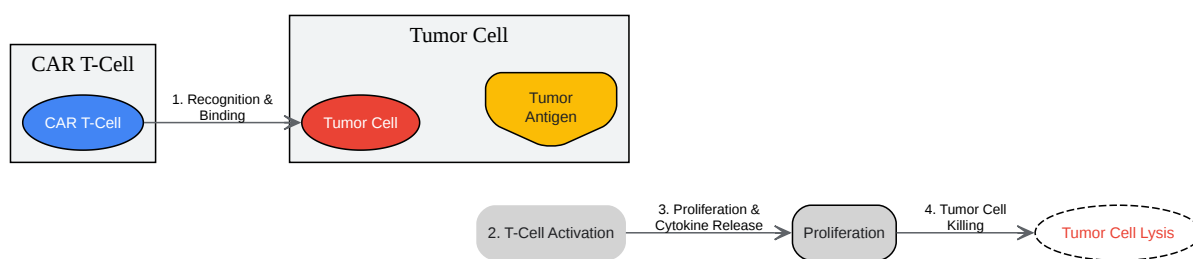 Tumor Cell
CAR T-Cell
CAR T-Cell
1. Recognition &
Binding
Tumor Cell
Tumor
Antigen
2. T-Cell Activation
3. Proliferation &
Cytokine Release
Proliferation
4. Tumor Cell
Killing
Tumor Cell Lysis